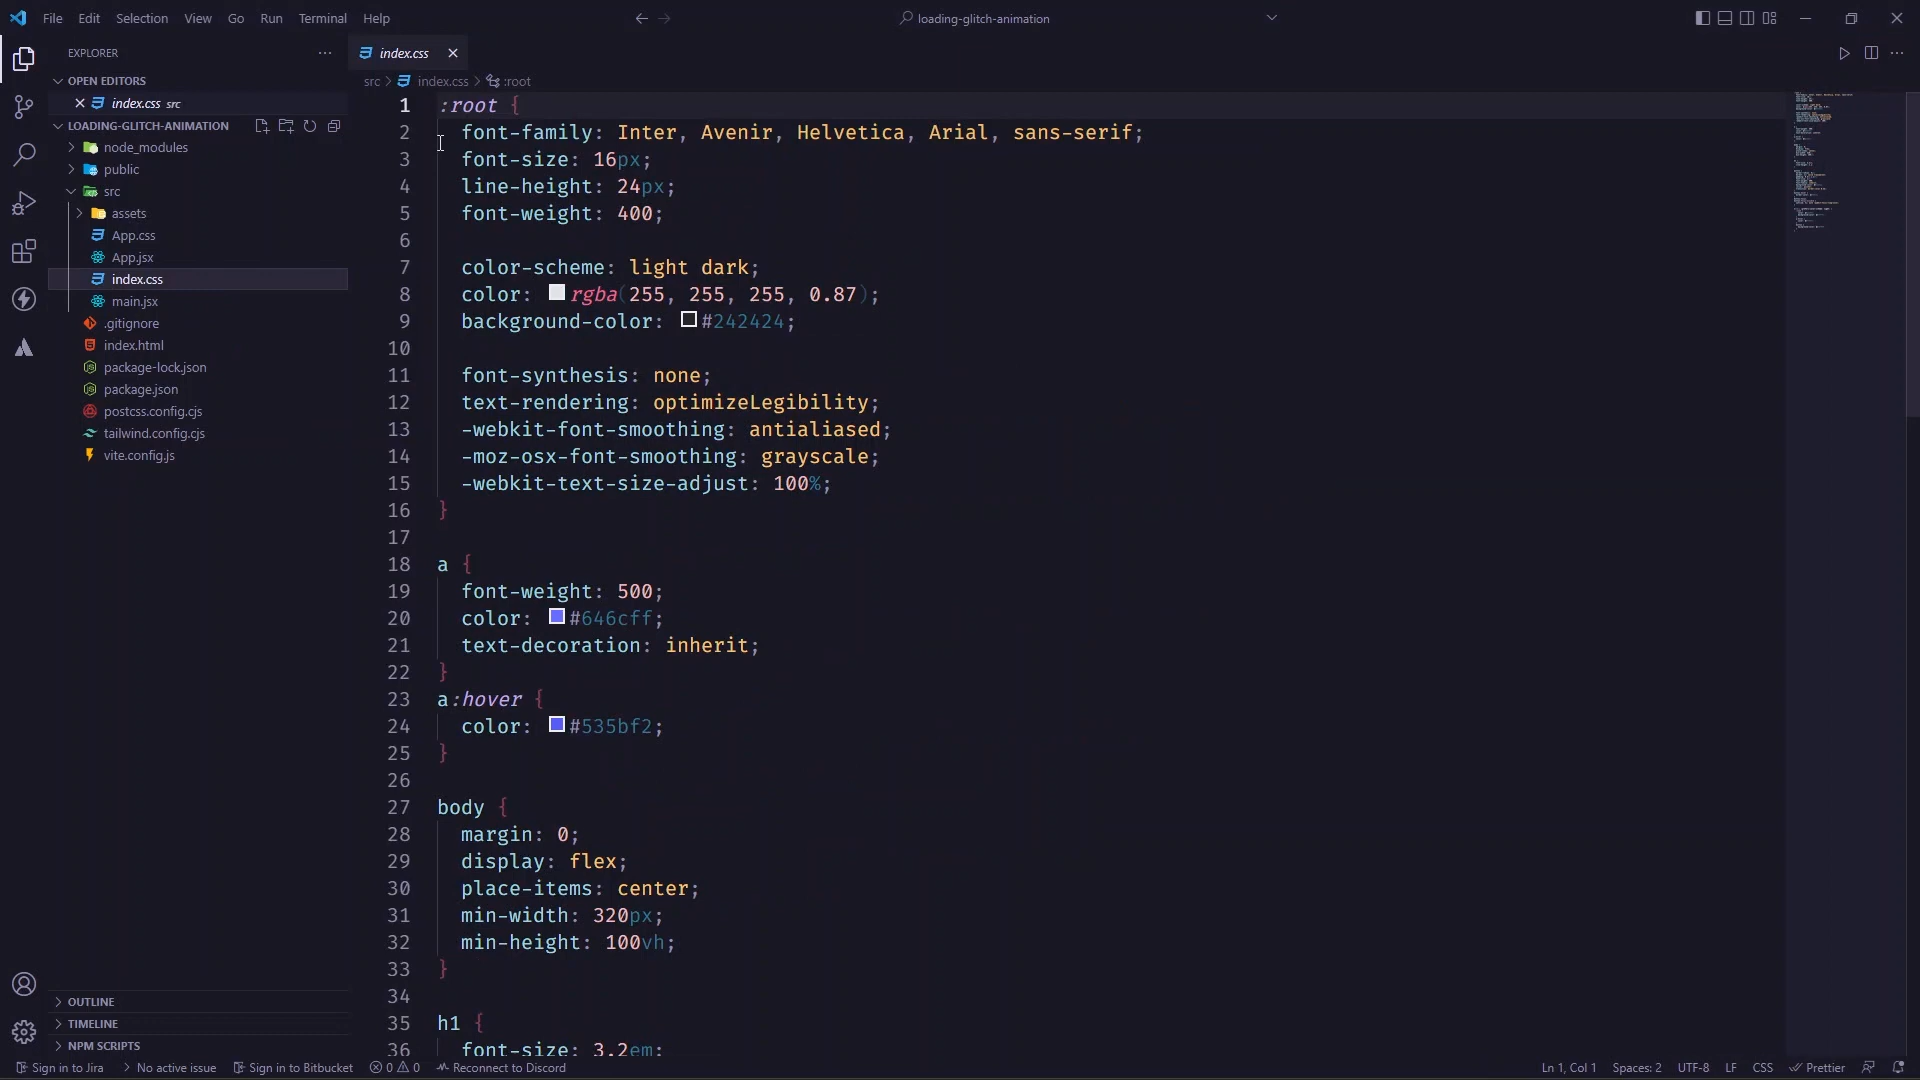 File Edit Selection View Go Run Terminal Help
loading-glitch-animation
EXPLORER
OPEN EDITORS
index.css src
LOADING-GLITCH-ANIMATION
node_modules
public
src
assets
App.css
App.jsx
index.css
main.jsx
.gitignore
index.html
package-lock.json
package.json
postcss.config.cjs
tailwind.config.cjs
vite.config.js
OUTLINE
TIMELINE
NPM SCRIPTS
index.css
src > index.css > :root
1 :root {
2 font-family: Inter, Avenir, Helvetica, Arial, sans-serif;
3 font-size: 16px;
4 line-height: 24px;
5 font-weight: 400;
6
7 color-scheme: light dark;
8 color: rgba(255, 255, 255, 0.87);
9 background-color: #242424;
10
11 font-synthesis: none;
12 text-rendering: optimizeLegibility;
13 -webkit-font-smoothing: antialiased;
14 -moz-osx-font-smoothing: grayscale;
15 -webkit-text-size-adjust: 100%;
16 }
17
18 a {
19 font-weight: 500;
20 color: #646cff;
21 text-decoration: inherit;
22 }
23 a:hover {
24 color: #535bf2;
25 }
26
27 body {
28 margin: 0;
29 display: flex;
30 place-items: center;
31 min-width: 320px;
32 min-height: 100vh;
33 }
34
35 h1 {
36 font-size: 3.2em;
Sign in to Jira No active issue Sign in to Bitbucket 0 0 Reconnect to Discord Ln 1, Col 1 Spaces: 2 UTF-8 LF CSS Prettier